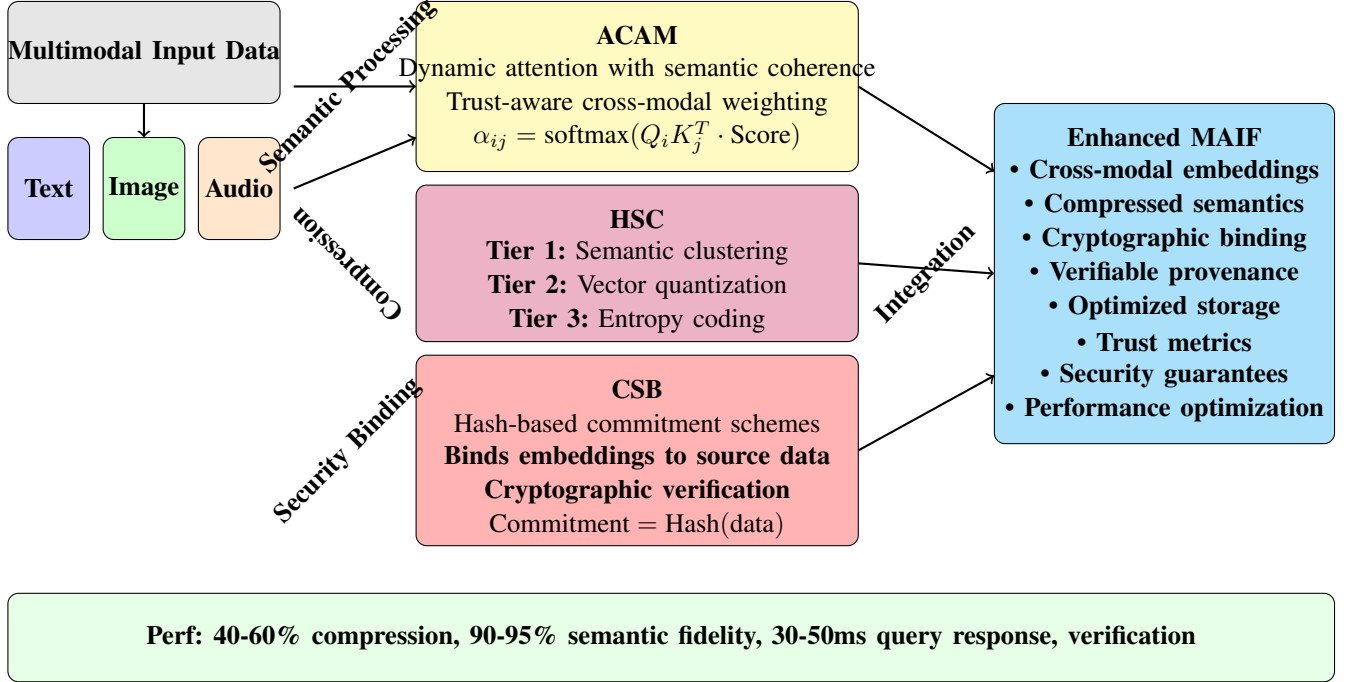 Multimodal Input Data
Text
Image
Audio
Semantic Processing
Compression
Security Binding
ACAM
Dynamic attention with semantic coherence
Trust-aware cross-modal weighting
α_{ij} = softmax(Q_i K_j^T · Score)
HSC
Tier 1: Semantic clustering
Tier 2: Vector quantization
Tier 3: Entropy coding
CSB
Hash-based commitment schemes
Binds embeddings to source data
Cryptographic verification
Commitment = Hash(data)
Integration
Enhanced MAIF
• Cross-modal embeddings
• Compressed semantics
• Cryptographic binding
• Verifiable provenance
• Optimized storage
• Trust metrics
• Security guarantees
• Performance optimization
Perf: 40-60% compression, 90-95% semantic fidelity, 30-50ms query response, verification